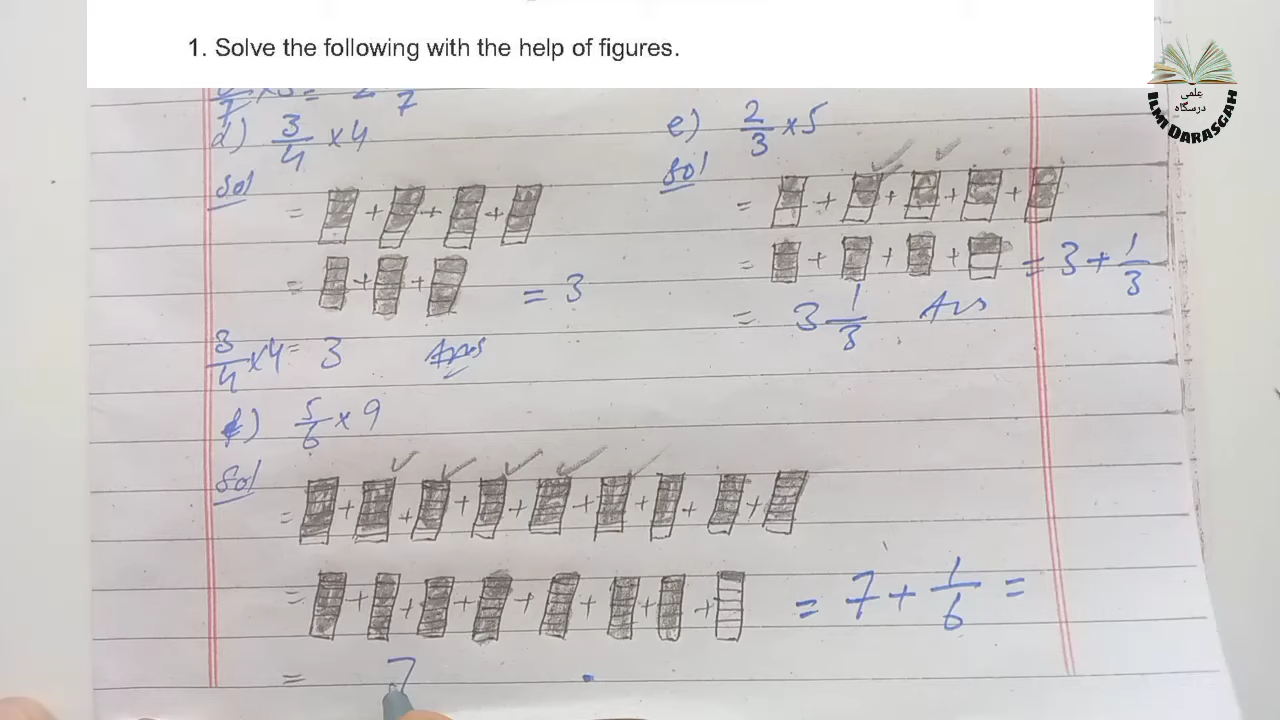 1. Solve the following with the help of figures.
علمی
درسگاه
ILMI DARASGAH
d) 3/4 ×4
Sol
= + + +
= + + = 3
3/4 ×4 = 3 Ans
e) 2/3 ×5
Sol
= + + + +
= + + + = 3 + 1/3
= 3 1/3 Ans
f) 5/6 × 9
Sol
= + + + + + + + +
= + + + + + + + = 7 + 1/6 =
= 7